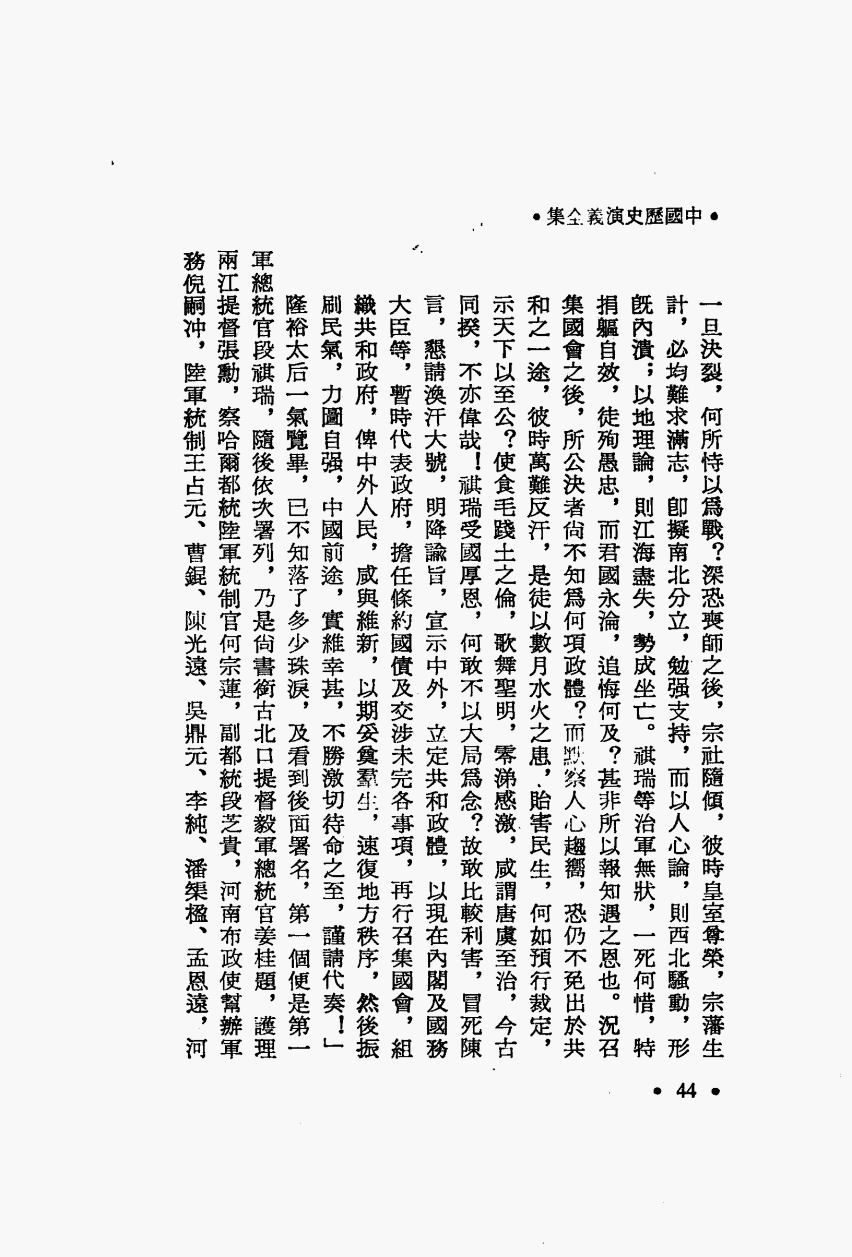 •中國歷史演義全集•
一旦決裂，何所恃以爲戰？深恐喪師之後，宗社隨傾，彼時皇室尊榮，宗藩生
計，必均難求滿志，卽擬南北分立，勉强支持，而以人心論，則西北騷動，形
旣內潰；以地理論，則江海盡失，勢成坐亡。祺瑞等治軍無狀，一死何惜，特
捐軀自效，徒殉愚忠，而君國永淪，追悔何及？甚非所以報知遇之恩也。況召
集國會之後，所公決者尙不知爲何項政體？而默察人心趨嚮，恐仍不免出於共
和之一途，彼時萬難反汗，是徒以數月水火之患，貽害民生，何如預行裁定，
示天下以至公？使食毛踐土之倫，歌舞聖明，零涕感激，咸謂唐虞至治，今古
同揆，不亦偉哉！祺瑞受國厚恩，何敢不以大局爲念？故敢比較利害，冒死陳
言，懇請渙汗大號，明降諭旨，宣示中外，立定共和政體，以現在內閣及國務
大臣等，暫時代表政府，擔任條約國債及交涉未完各事項，再行召集國會，組
織共和政府，俾中外人民，咸與維新，以期妥奠羣生，速復地方秩序，然後振
刷民氣，力圖自强，中國前途，實維幸甚，不勝激切待命之至，謹請代奏！」
隆裕太后一氣覽畢，已不知落了多少珠淚，及看到後面署名，第一個便是第一
軍總統官段祺瑞，隨後依次署列，乃是尙書銜古北口提督毅軍總統官姜桂題，護理
兩江提督張勳，察哈爾都統陸軍統制官何宗蓮，副都統段芝貴，河南布政使幫辦軍
務倪嗣冲，陸軍統制王占元、曹錕、陳光遠、吳鼎元、李純、潘榘楹、孟恩遠，河
•44•